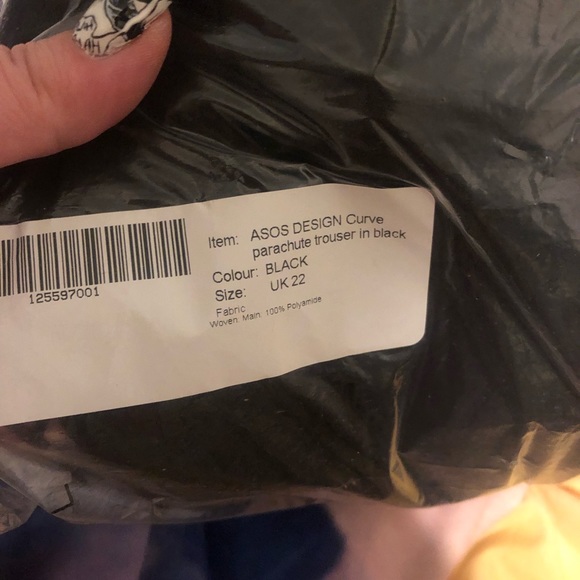 Item: ASOS DESIGN Curve
parachute trouser in black
Colour: BLACK
Size: UK 22
Fabric
Woven: Main: 100% Polyamide
125597001